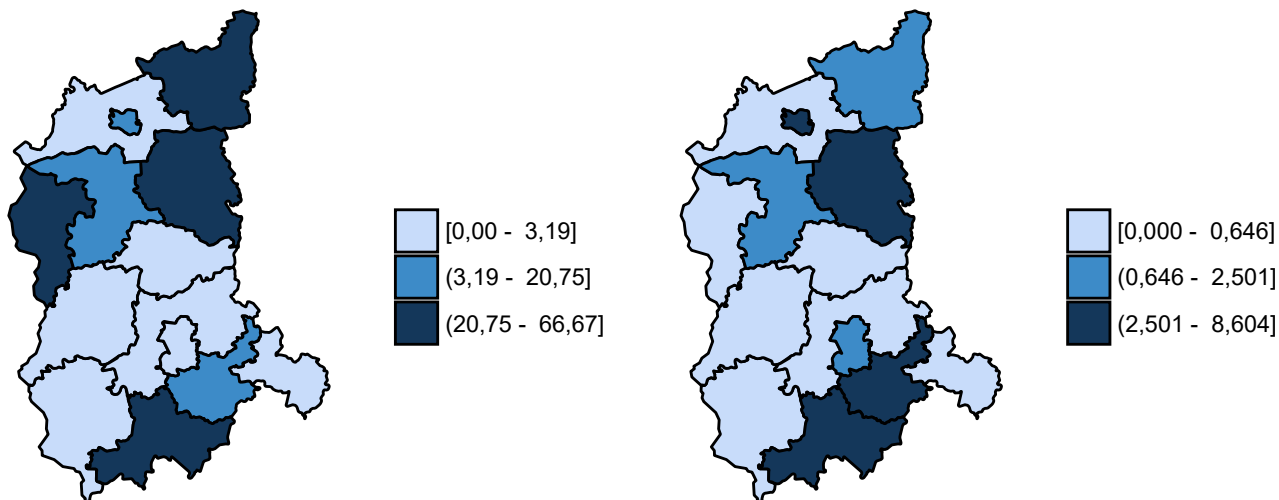 [0,00 - 3,19]
(3,19 - 20,75]
(20,75 - 66,67]
[0,000 - 0,646]
(0,646 - 2,501]
(2,501 - 8,604]